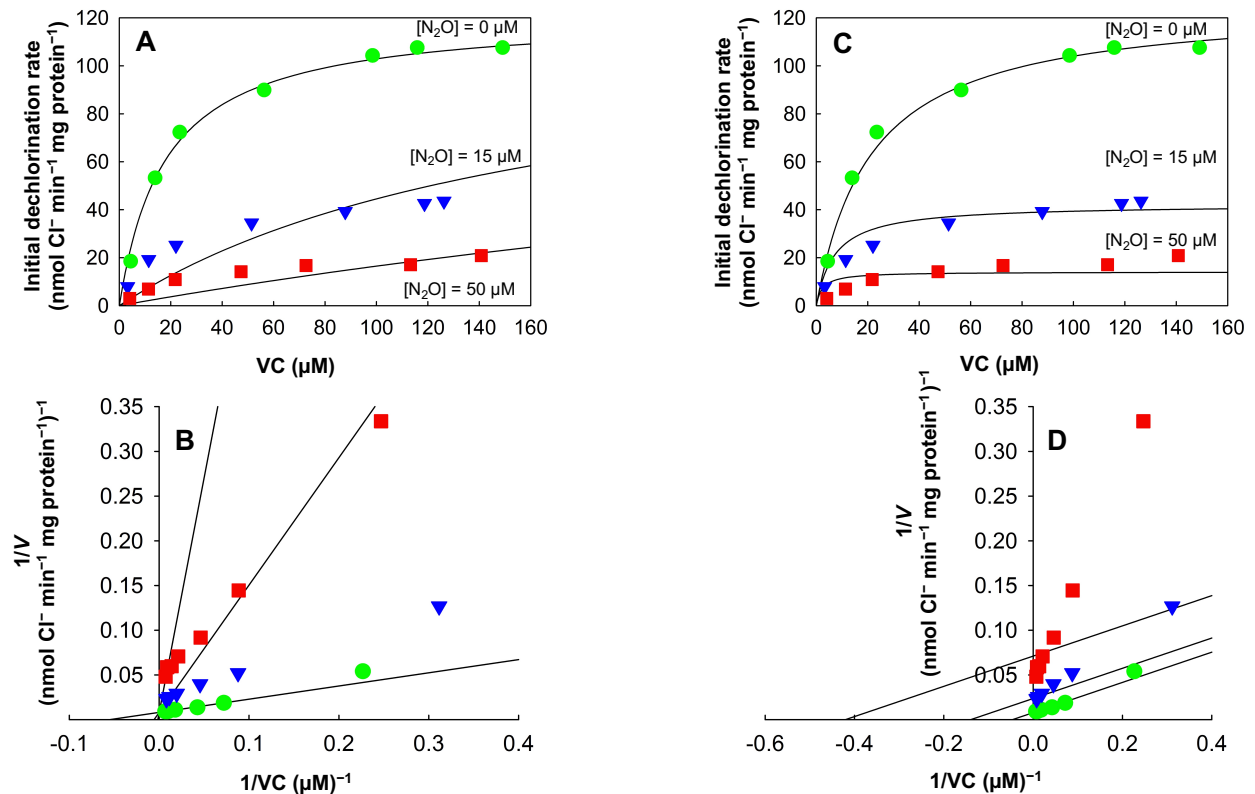 A
[N₂O] = 0 µM
[N₂O] = 15 µM
[N₂O] = 50 µM
120
100
80
60
40
20
0
0 20 40 60 80 100 120 140 160
Initial dechlorination rate
(nmol Cl⁻ min⁻¹ mg protein⁻¹)
VC (µM)
C
[N₂O] = 0 µM
[N₂O] = 15 µM
[N₂O] = 50 µM
120
100
80
60
40
20
0
0 20 40 60 80 100 120 140 160
Initial dechlorination rate
(nmol Cl⁻ min⁻¹ mg protein⁻¹)
VC (µM)
B
0.35
0.30
0.25
0.20
0.15
0.10
0.05
-0.1 0.0 0.1 0.2 0.3 0.4
1/V
(nmol Cl⁻ min⁻¹ mg protein⁻¹)⁻¹
1/VC (µM)⁻¹
D
0.35
0.30
0.25
0.20
0.15
0.10
0.05
-0.6 -0.4 -0.2 0.0 0.2 0.4
1/V
(nmol Cl⁻ min⁻¹ mg protein⁻¹)⁻¹
1/VC (µM)⁻¹